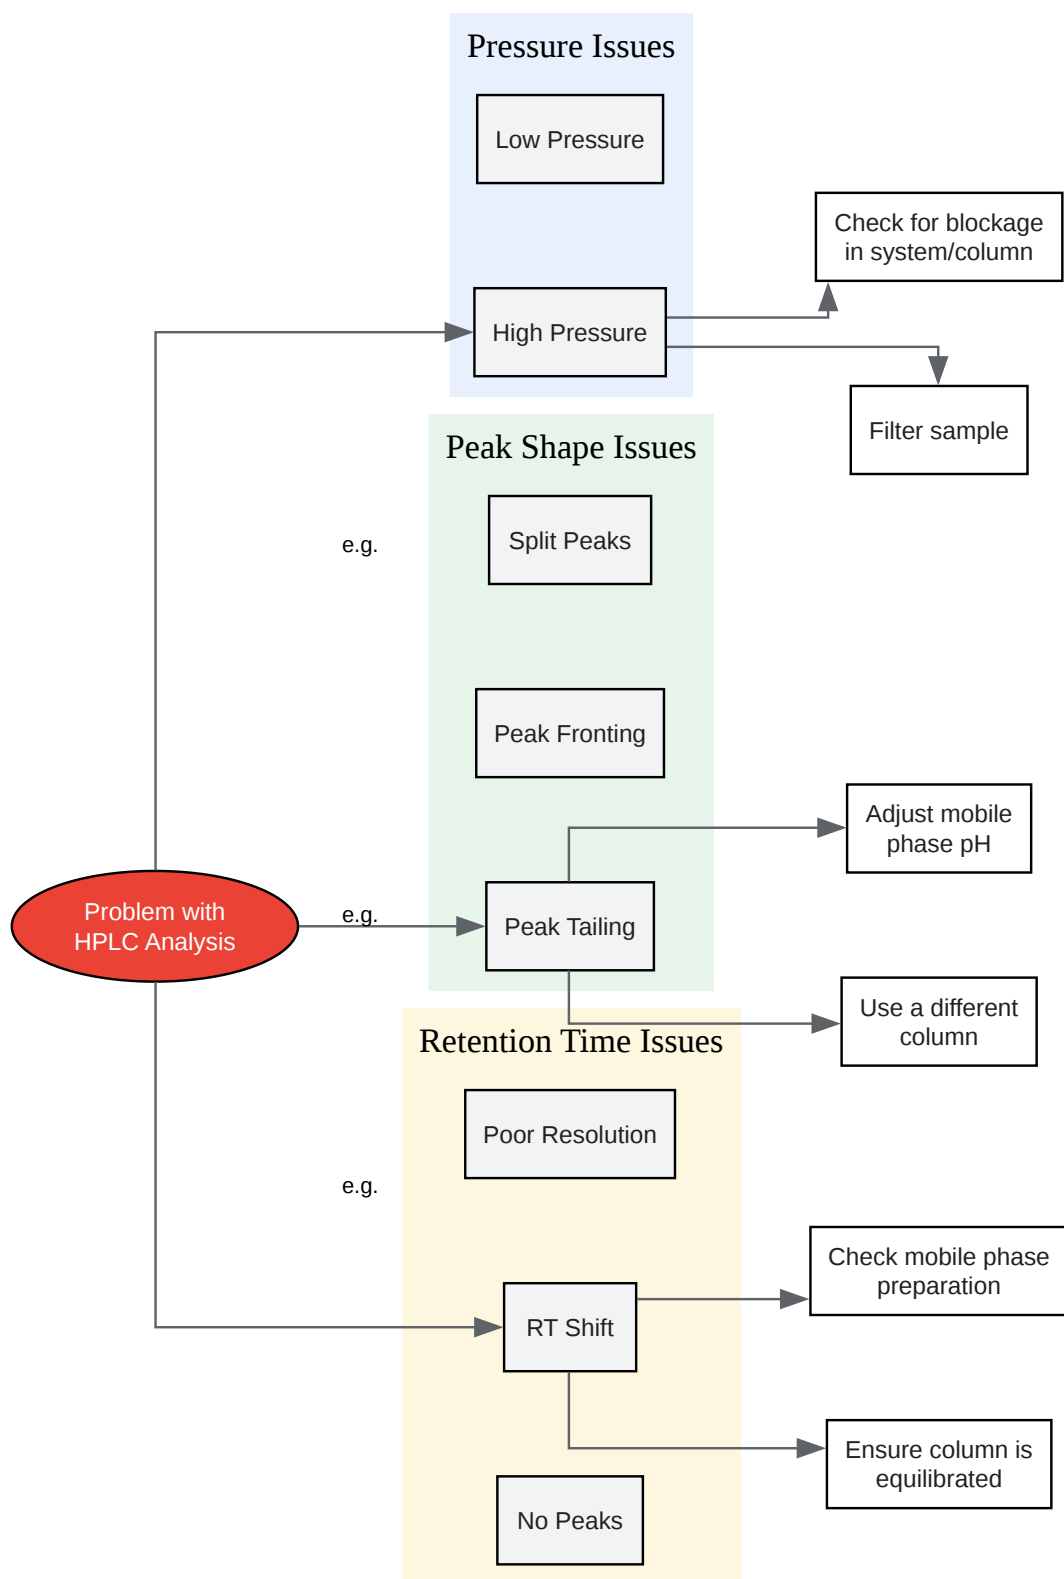 Pressure Issues
Low Pressure
Check for blockage
in system/column
High Pressure
Filter sample
Peak Shape Issues
Split Peaks
e.g.
Peak Fronting
Adjust mobile
phase pH
Problem with
HPLC Analysis
e.g.
Peak Tailing
Use a different
column
Retention Time Issues
Poor Resolution
e.g.
Check mobile phase
preparation
RT Shift
Ensure column is
equilibrated
No Peaks